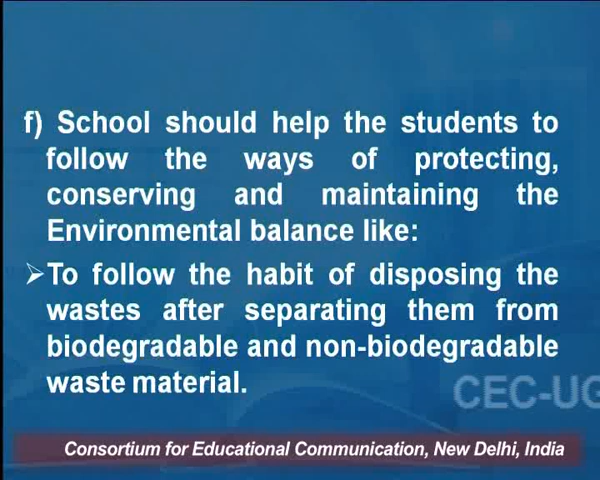 f) School should help the students to
follow the ways of protecting,
conserving and maintaining the
Environmental balance like:
➢To follow the habit of disposing the
wastes after separating them from
biodegradable and non-biodegradable
waste material.
CEC-UG
Consortium for Educational Communication, New Delhi, India